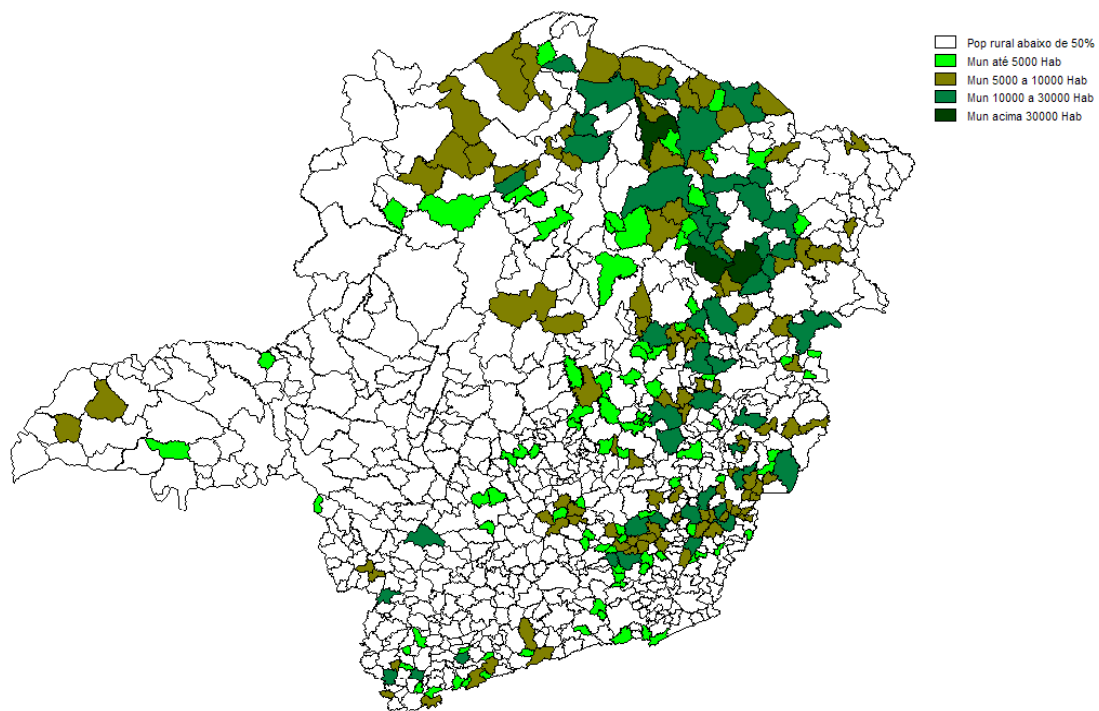 Pop rural abaixo de 50%
Mun até 5000 Hab
Mun 5000 a 10000 Hab
Mun 10000 a 30000 Hab
Mun acima 30000 Hab